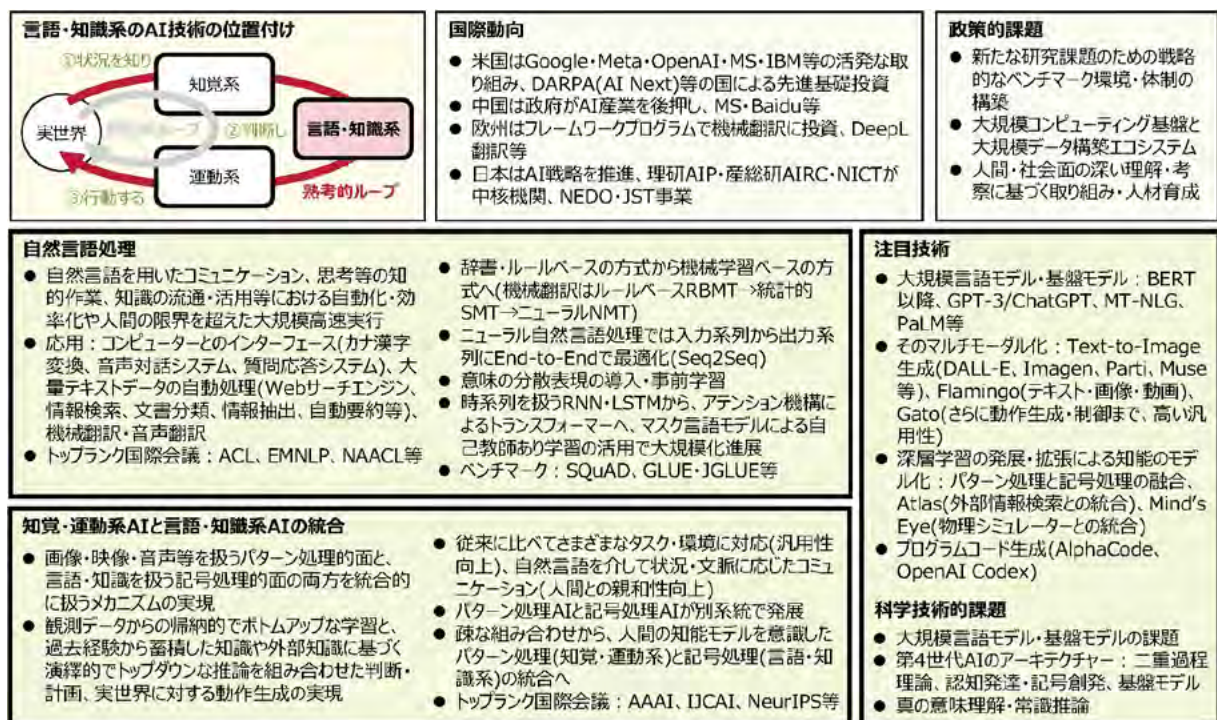 言語・知識系のAI技術の位置付け
①状況を知り
知覚系
実世界
②判断し
言語・知識系
運動系
③行動する
熟考的ループ
国際動向
● 米国はGoogle・Meta・OpenAI・MS・IBM等の活発な取
り組み、DARPA(AI Next)等の国による先進基礎投資
● 中国は政府がAI産業を後押し、MS・Baidu等
● 欧州はフレームワークプログラムで機械翻訳に投資、DeepL
翻訳等
● 日本はAI戦略を推進、理研AIP・産総研AIRC・NICTが
中核機関、NEDO・JST事業
政策的課題
● 新たな研究課題のための戦略
的なベンチマーク環境・体制の
構築
● 大規模コンピューティング基盤と
大規模データ構築エコシステム
● 人間・社会面の深い理解・考
察に基づく取り組み・人材育成
自然言語処理
● 自然言語を用いたコミュニケーション、思考等の知
的作業、知識の流通・活用等における自動化・効
率化や人間の限界を超えた大規模高速実行
● 応用：コンピューターとのインターフェース(カナ漢字
変換、音声対話システム、質問応答システム)、大
量テキストデータの自動処理(Webサーチエンジン、
情報検索、文書分類、情報抽出、自動要約等)、
機械翻訳・音声翻訳
● トップランク国際会議：ACL、EMNLP、NAACL等
● 辞書・ルールベースの方式から機械学習ベースの方
式へ(機械翻訳はルールベースRBMT→統計的
SMT→ニューラルNMT)
● ニューラル自然言語処理では入力系列から出力系
列にEnd-to-Endで最適化(Seq2Seq)
● 意味の分散表現の導入・事前学習
● 時系列を扱うRNN・LSTMから、アテンション機構に
よるトランスフォーマーへ、マスク言語モデルによる自
己教師あり学習の活用で大規模化進展
● ベンチマーク：SQuAD、GLUE・JGLUE等
知覚・運動系AIと言語・知識系AIの統合
● 画像・映像・音声等を扱うパターン処理的面と、
言語・知識を扱う記号処理的面の両方を統合的
に扱うメカニズムの実現
● 観測データからの帰納的でボトムアップな学習と、
過去経験から蓄積した知識や外部知識に基づく
演繹的でトップダウンな推論を組み合わせた判断・
計画、実世界に対する動作生成の実現
● 従来に比べてさまざまなタスク・環境に対応(汎用性
向上)、自然言語を介して状況・文脈に応じたコミュ
ニケーション(人間との親和性向上)
● パターン処理AIと記号処理AIが別系統で発展
● 疎な組み合わせから、人間の知能モデルを意識した
パターン処理(知覚・運動系)と記号処理(言語・知
識系)の統合へ
● トップランク国際会議：AAAI、IJCAI、NeurIPS等
注目技術
● 大規模言語モデル・基盤モデル：BERT
以降、GPT-3/ChatGPT、MT-NLG、
PaLM等
● そのマルチモーダル化：Text-to-Image
生成(DALL-E、Imagen、Parti、Muse
等)、Flamingo(テキスト・画像・動画)、
Gato(さらに動作生成・制御まで、高い汎
用性)
● 深層学習の発展・拡張による知能のモデ
ル化：パターン処理と記号処理の融合、
Atlas(外部情報検索との統合)、Mind's
Eye(物理シミュレーターとの統合)
● プログラムコード生成(AlphaCode、
OpenAI Codex)
科学技術的課題
● 大規模言語モデル・基盤モデルの課題
● 第4世代AIのアーキテクチャー：二重過程
理論、認知発達・記号創発、基盤モデル
● 真の意味理解・常識推論